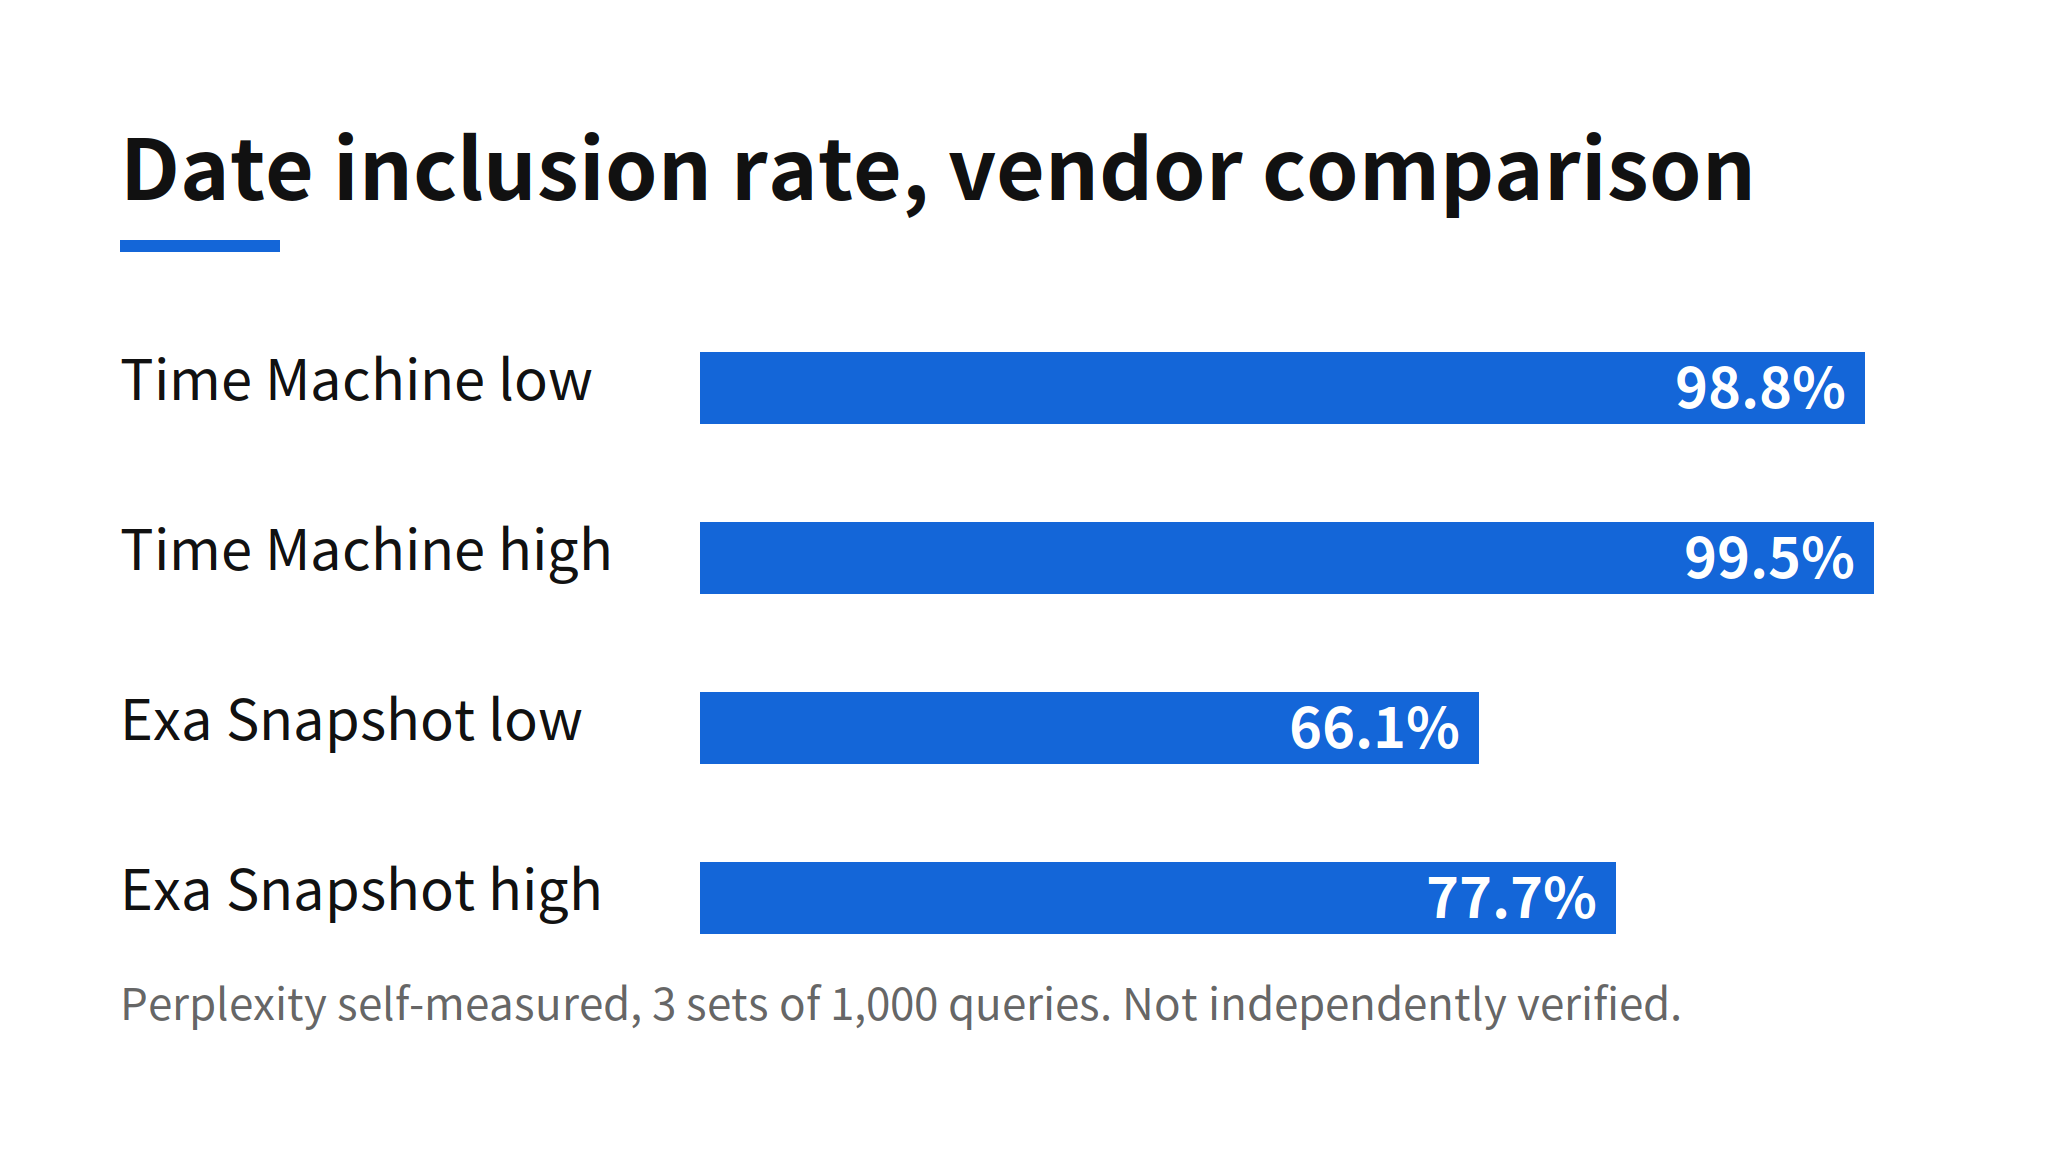 Date inclusion rate, vendor comparison
Time Machine low 98.8%
Time Machine high 99.5%
Exa Snapshot low 66.1%
Exa Snapshot high 77.7%
Perplexity self-measured, 3 sets of 1,000 queries. Not independently verified.